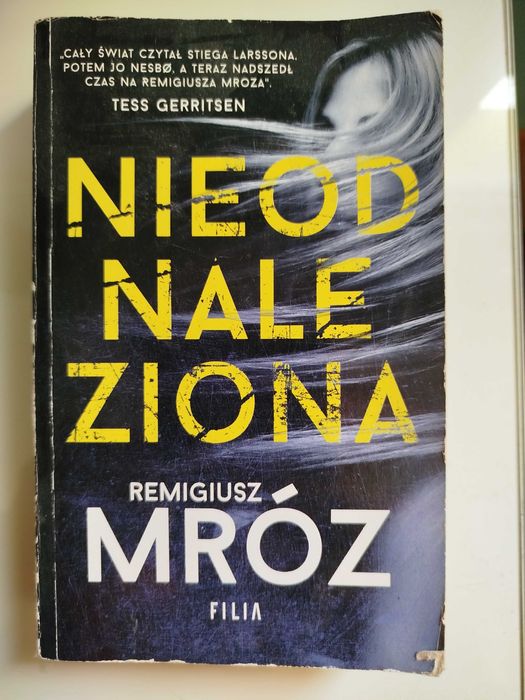 „CAŁY ŚWIAT CZYTAŁ STIEGA LARSSONA,
POTEM JO NESBØ, A TERAZ NADSZEDŁ
CZAS NA REMIGIUSZA MROZA”.
TESS GERRITSEN
NIEOD
NALE
ZIONA
REMIGIUSZ
MRÓZ
FILIA